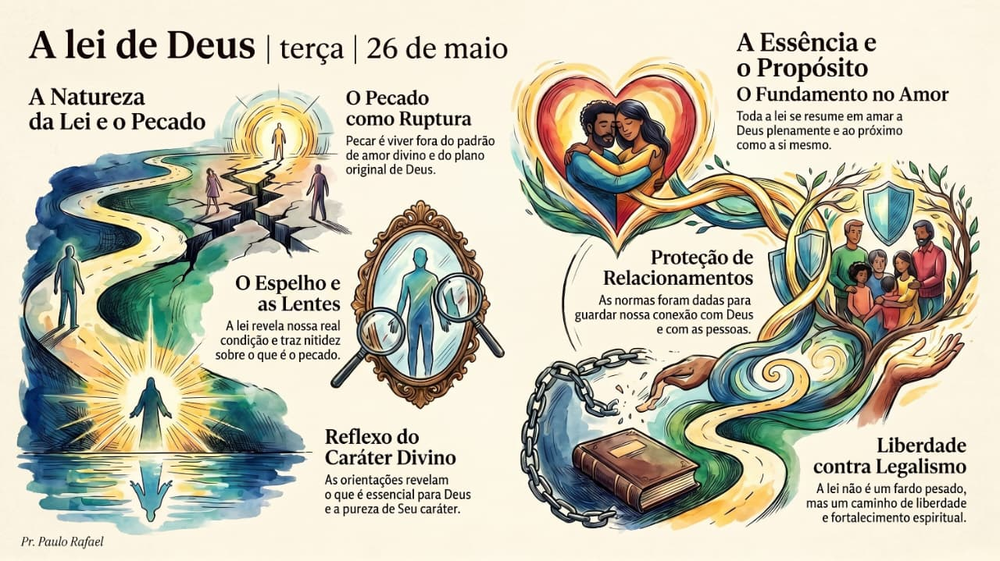 A lei de Deus | terça | 26 de maio
A Natureza
da Lei e o Pecado
O Pecado
como Ruptura
Pecar é viver fora do padrão
de amor divino e do plano
original de Deus.
O Espelho e
as Lentes
A lei revela nossa real
condição e traz nitidez
sobre o que é o pecado.
Reflexo do
Caráter Divino
As orientações revelam
o que é essencial para Deus
e a pureza de Seu caráter.
A Essência e
o Propósito
O Fundamento no Amor
Toda a lei se resume em amar a
Deus plenamente e ao próximo
como a si mesmo.
Proteção de
Relacionamentos
As normas foram dadas para
guardar nossa conexão com Deus
e com as pessoas.
Liberdade
contra Legalismo
A lei não é um fardo pesado,
mas um caminho de liberdade
e fortalecimento espiritual.
Pr. Paulo Rafael